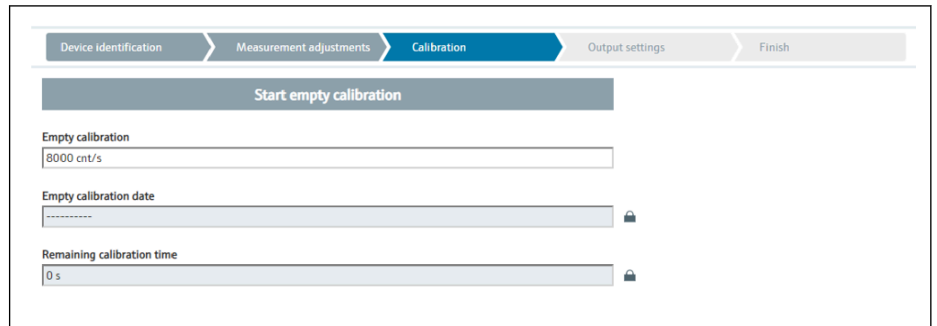 Device identification
Measurement adjustments
Calibration
Output settings
Finish
Start empty calibration
Empty calibration
8000 cnt/s
Empty calibration date
----------
Remaining calibration time
0 s